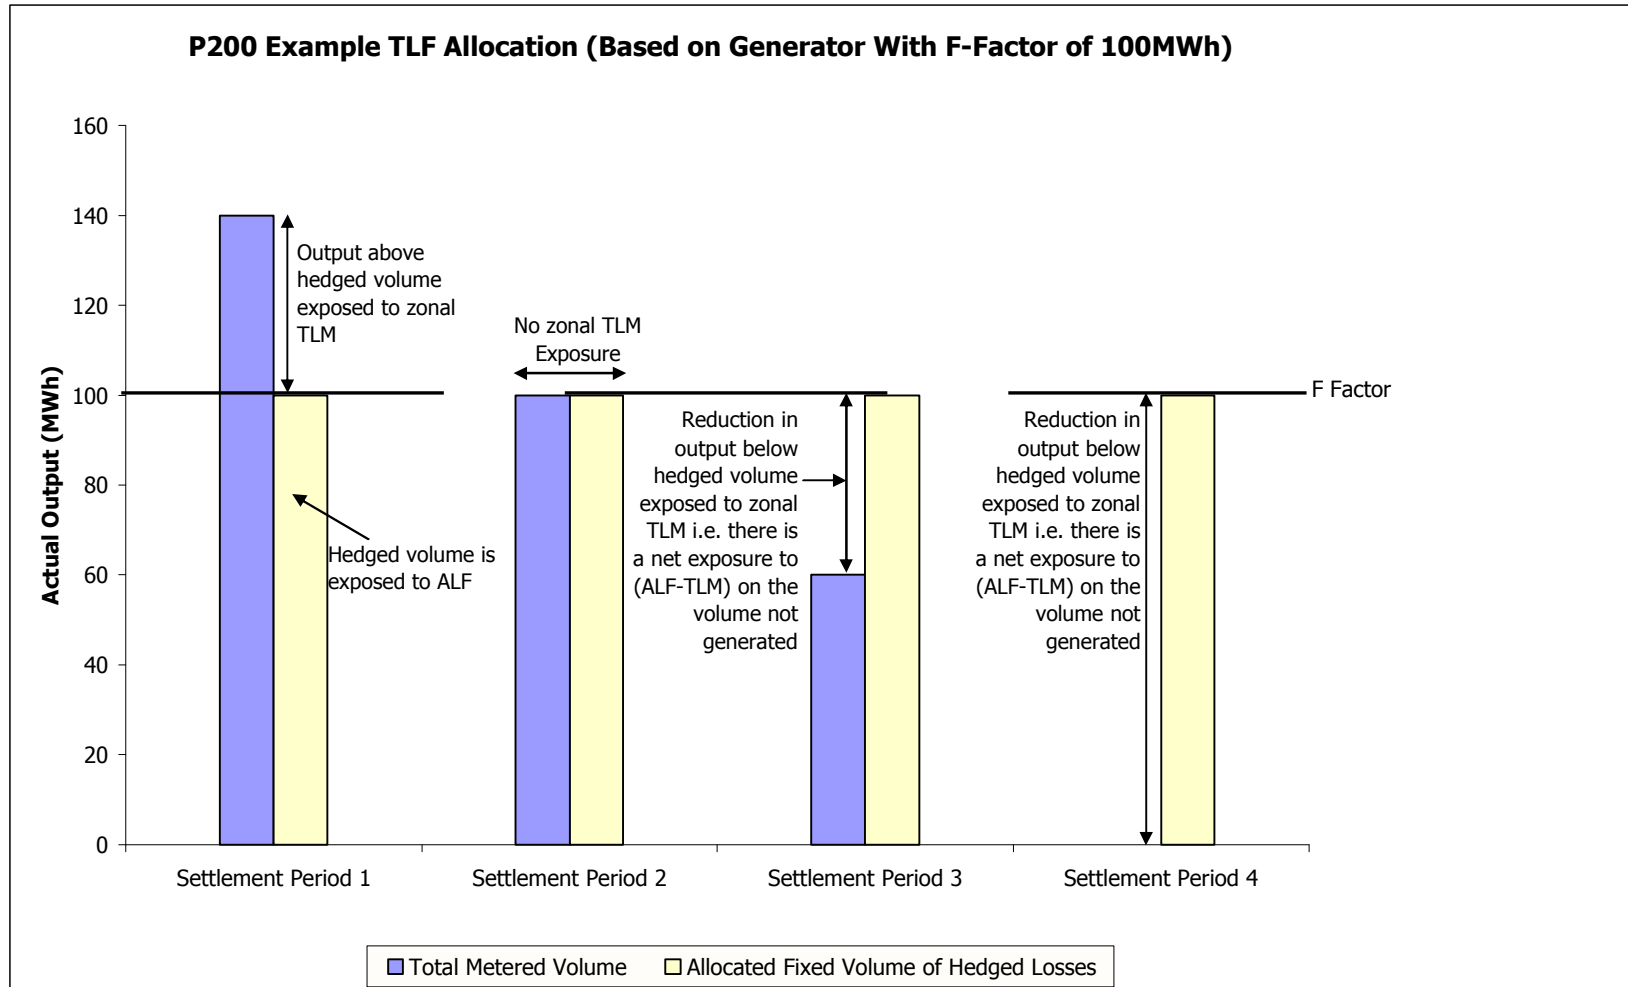 P200 Example TLF Allocation (Based on Generator With F-Factor of 100MWh)
Actual Output (MWh)
160
140
120
100
80
60
40
20
0
Output above
hedged volume
exposed to zonal
TLM
Hedged volume is
exposed to ALF
No zonal TLM
Exposure
Reduction in
output below
hedged volume
exposed to zonal
TLM i.e. there is
a net exposure to
(ALF-TLM) on the
volume not
generated
Reduction in
output below
hedged volume
exposed to zonal
TLM i.e. there is
a net exposure to
(ALF-TLM) on the
volume not
generated
F Factor
Settlement Period 1
Settlement Period 2
Settlement Period 3
Settlement Period 4
Total Metered Volume
Allocated Fixed Volume of Hedged Losses